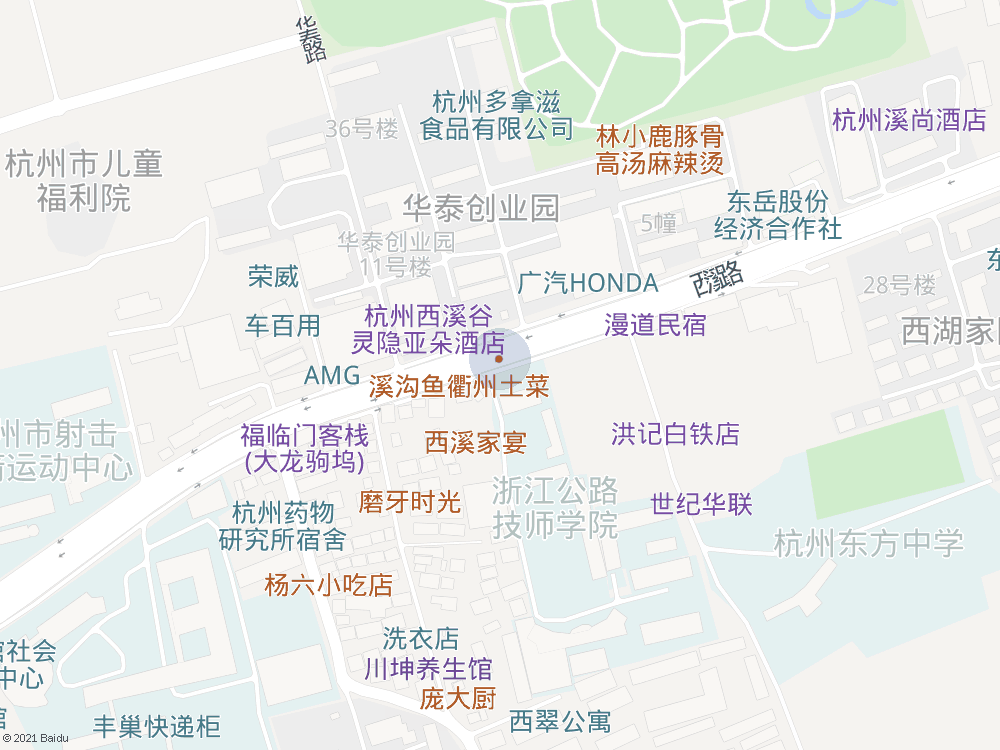 华泰路
杭州多拿滋
食品有限公司
36号楼
杭州溪尚酒店
林小鹿豚骨
高汤麻辣烫
杭州市儿童
福利院
华泰创业园
5幢
东岳股份
经济合作社
华泰创业园
11号楼
荣威
广汽HONDA
西溪路
28号楼
东
杭州西溪谷
灵隐亚朵酒店
车百用
漫道民宿
西湖家园
AMG
溪沟鱼衢州土菜
州市射击
运动中心
福临门客栈
(大龙驹坞)
西溪家宴
洪记白铁店
磨牙时光
浙江公路
技师学院
世纪华联
杭州药物
研究所宿舍
杭州东方中学
杨六小吃店
洗衣店
馆社会
中心
川坤养生馆
庞大厨
馆
丰巢快递柜
西翠公寓
© 2021 Baidu